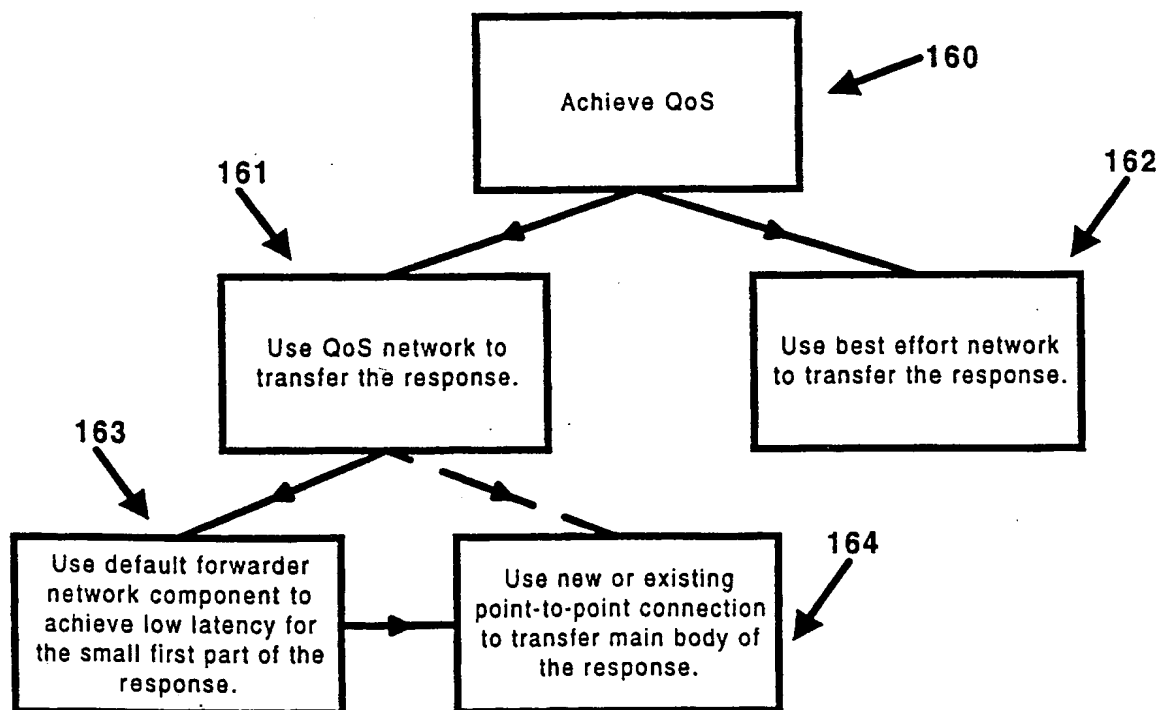 160
Achieve QoS
161
162
Use QoS network to
transfer the response.
Use best effort network
to transfer the response.
163
164
Use default forwarder
network component to
achieve low latency for
the small first part of the
response.
Use new or existing
point-to-point connection
to transfer main body of
the response.